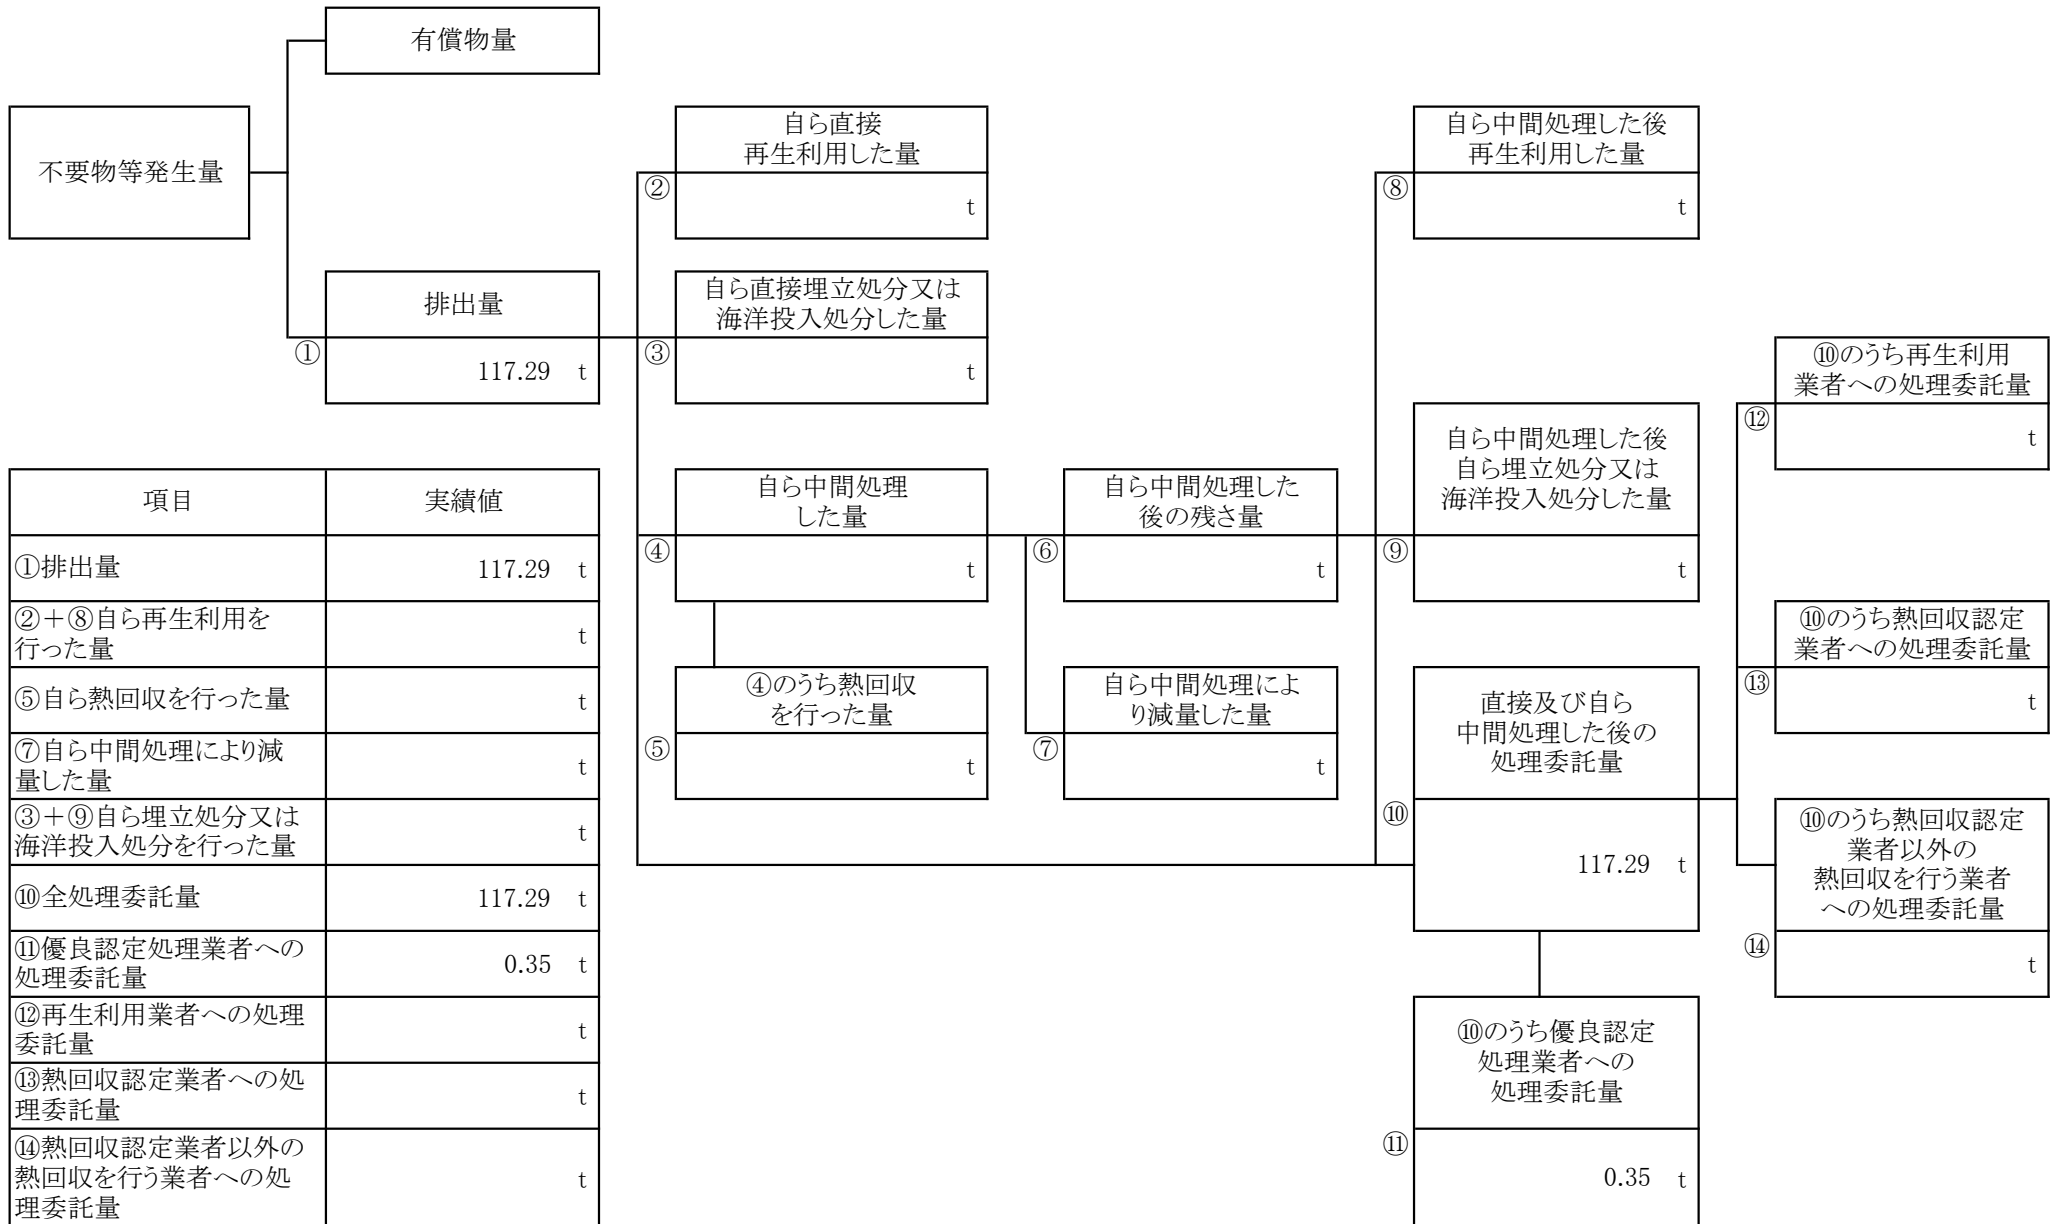 有償物量
不要物等発生量
自ら直接
再生利用した量
②
t
自ら中間処理した後
再生利用した量
⑧
t
排出量
①
117.29 t
自ら直接埋立処分又は
海洋投入処分した量
③
t
⑩のうち再生利用
業者への処理委託量
⑫
t
自ら中間処理
した量
④
t
自ら中間処理した
後の残さ量
⑥
t
自ら中間処理した後
自ら埋立処分又は
海洋投入処分した量
⑨
t
⑩のうち熱回収認定
業者への処理委託量
⑬
t
④のうち熱回収
を行った量
⑤
t
自ら中間処理によ
り減量した量
⑦
t
直接及び自ら
中間処理した後の
処理委託量
⑩
117.29 t
⑩のうち熱回収認定
業者以外の
熱回収を行う業者
への処理委託量
⑭
t
⑩のうち優良認定
処理業者への
処理委託量
⑪
0.35 t
項目 実績値
①排出量 117.29 t
②+⑧自ら再生利用を
行った量 t
⑤自ら熱回収を行った量 t
⑦自ら中間処理により減
量した量 t
③+⑨自ら埋立処分又は
海洋投入処分を行った量 t
⑩全処理委託量 117.29 t
⑪優良認定処理業者への
処理委託量 0.35 t
⑫再生利用業者への処理
委託量 t
⑬熱回収認定業者への処
理委託量 t
⑭熱回収認定業者以外の
熱回収を行う業者への処
理委託量 t